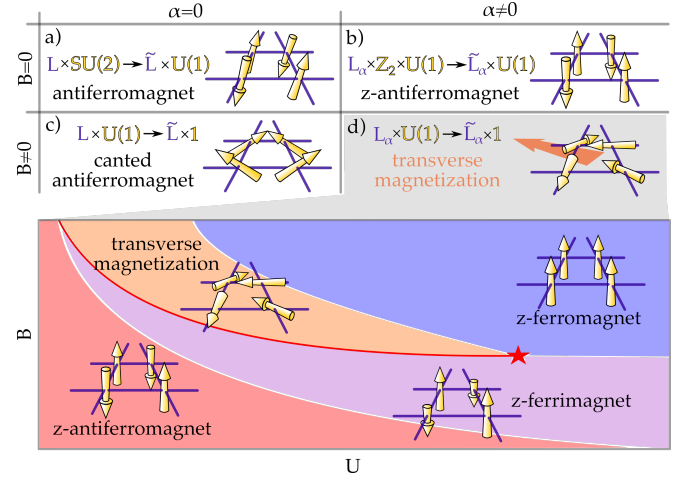 α=0
α≠0
B=0
a)
L×SU(2)→L̃×U(1)
antiferromagnet
b)
Lα×Z₂×U(1)→L̃α×U(1)
z-antiferromagnet
B≠0
c)
L×U(1)→L̃×1
canted
antiferromagnet
d)
Lα×U(1)→L̃α×1
transverse
magnetization
transverse
magnetization
z-ferromagnet
B
z-antiferromagnet
z-ferrimagnet
U